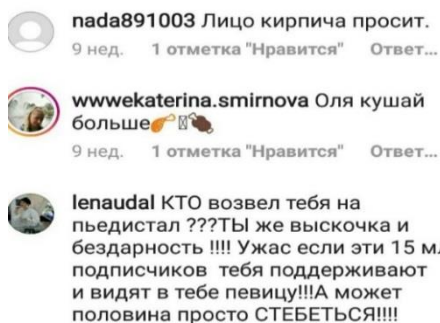 nada891003 Лицо кирпича просит.
9 нед. 1 отметка "Нравится" Ответ...
wwwekaterina.smirnova Оля кушай
больше🍗🍖
9 нед. 1 отметка "Нравится" Ответ...
lenaudal КТО возвел тебя на
пьедистал ???ТЫ же выскочка и
бездарность !!!! Ужас если эти 15 мл
подписчиков тебя поддерживают
и видят в тебе певицу!!!А может
половина просто СТЕБЕТЬСЯ!!!!